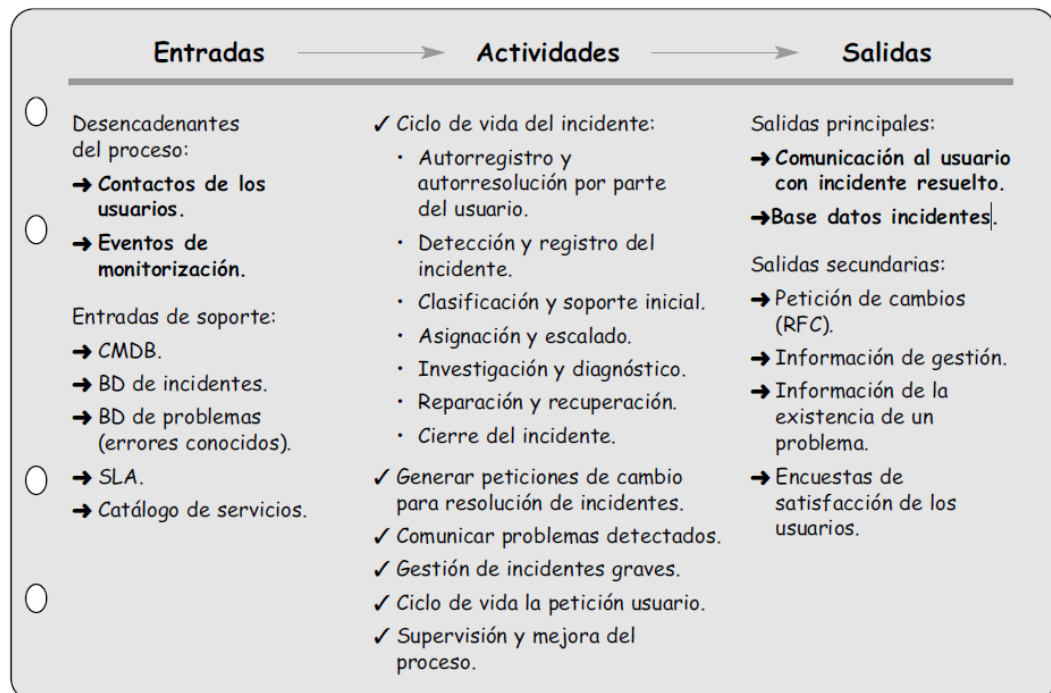 Entradas
Actividades
Salidas
Desencadenantes
del proceso:
➜ Contactos de los
usuarios.
➜ Eventos de
monitorización.
Entradas de soporte:
➜ CMDB.
➜ BD de incidentes.
➜ BD de problemas
(errores conocidos).
➜ SLA.
➜ Catálogo de servicios.
✓ Ciclo de vida del incidente:
· Autorregistro y
autorresolución por parte
del usuario.
· Detección y registro del
incidente.
· Clasificación y soporte inicial.
· Asignación y escalado.
· Investigación y diagnóstico.
· Reparación y recuperación.
· Cierre del incidente.
✓ Generar peticiones de cambio
para resolución de incidentes.
✓ Comunicar problemas detectados.
✓ Gestión de incidentes graves.
✓ Ciclo de vida la petición usuario.
✓ Supervisión y mejora del
proceso.
Salidas principales:
➜ Comunicación al usuario
con incidente resuelto.
➜Base datos incidentes.
Salidas secundarias:
➜ Petición de cambios
(RFC).
➜ Información de gestión.
➜ Información de la
existencia de un
problema.
➜ Encuestas de
satisfacción de los
usuarios.